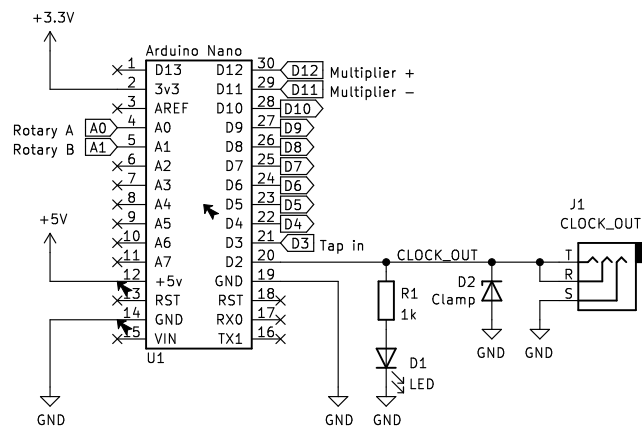 +3.3V
Arduino Nano
1 D13 D12 30 D12 Multiplier +
2 3v3 D11 29 D11 Multiplier -
3 AREF D10 28 D10
Rotary A A0 4 A0 D9 27 D9
Rotary B A1 5 A1 D8 26 D8
6 A2 D7 25 D7
7 A3 D6 24 D6
8 A4 D5 23 D5
J1
+5V 9 A5 D4 22 D4 CLOCK_OUT
10 A6 D3 21 D3 Tap in
11 A7 D2 20 CLOCK_OUT T
12 +5v GND 19 R
13 RST RST 18 R1 D2 S
14 GND RX0 17 1k Clamp
15 VIN TX1 16
U1 GND GND
D1
LED
GND GND GND